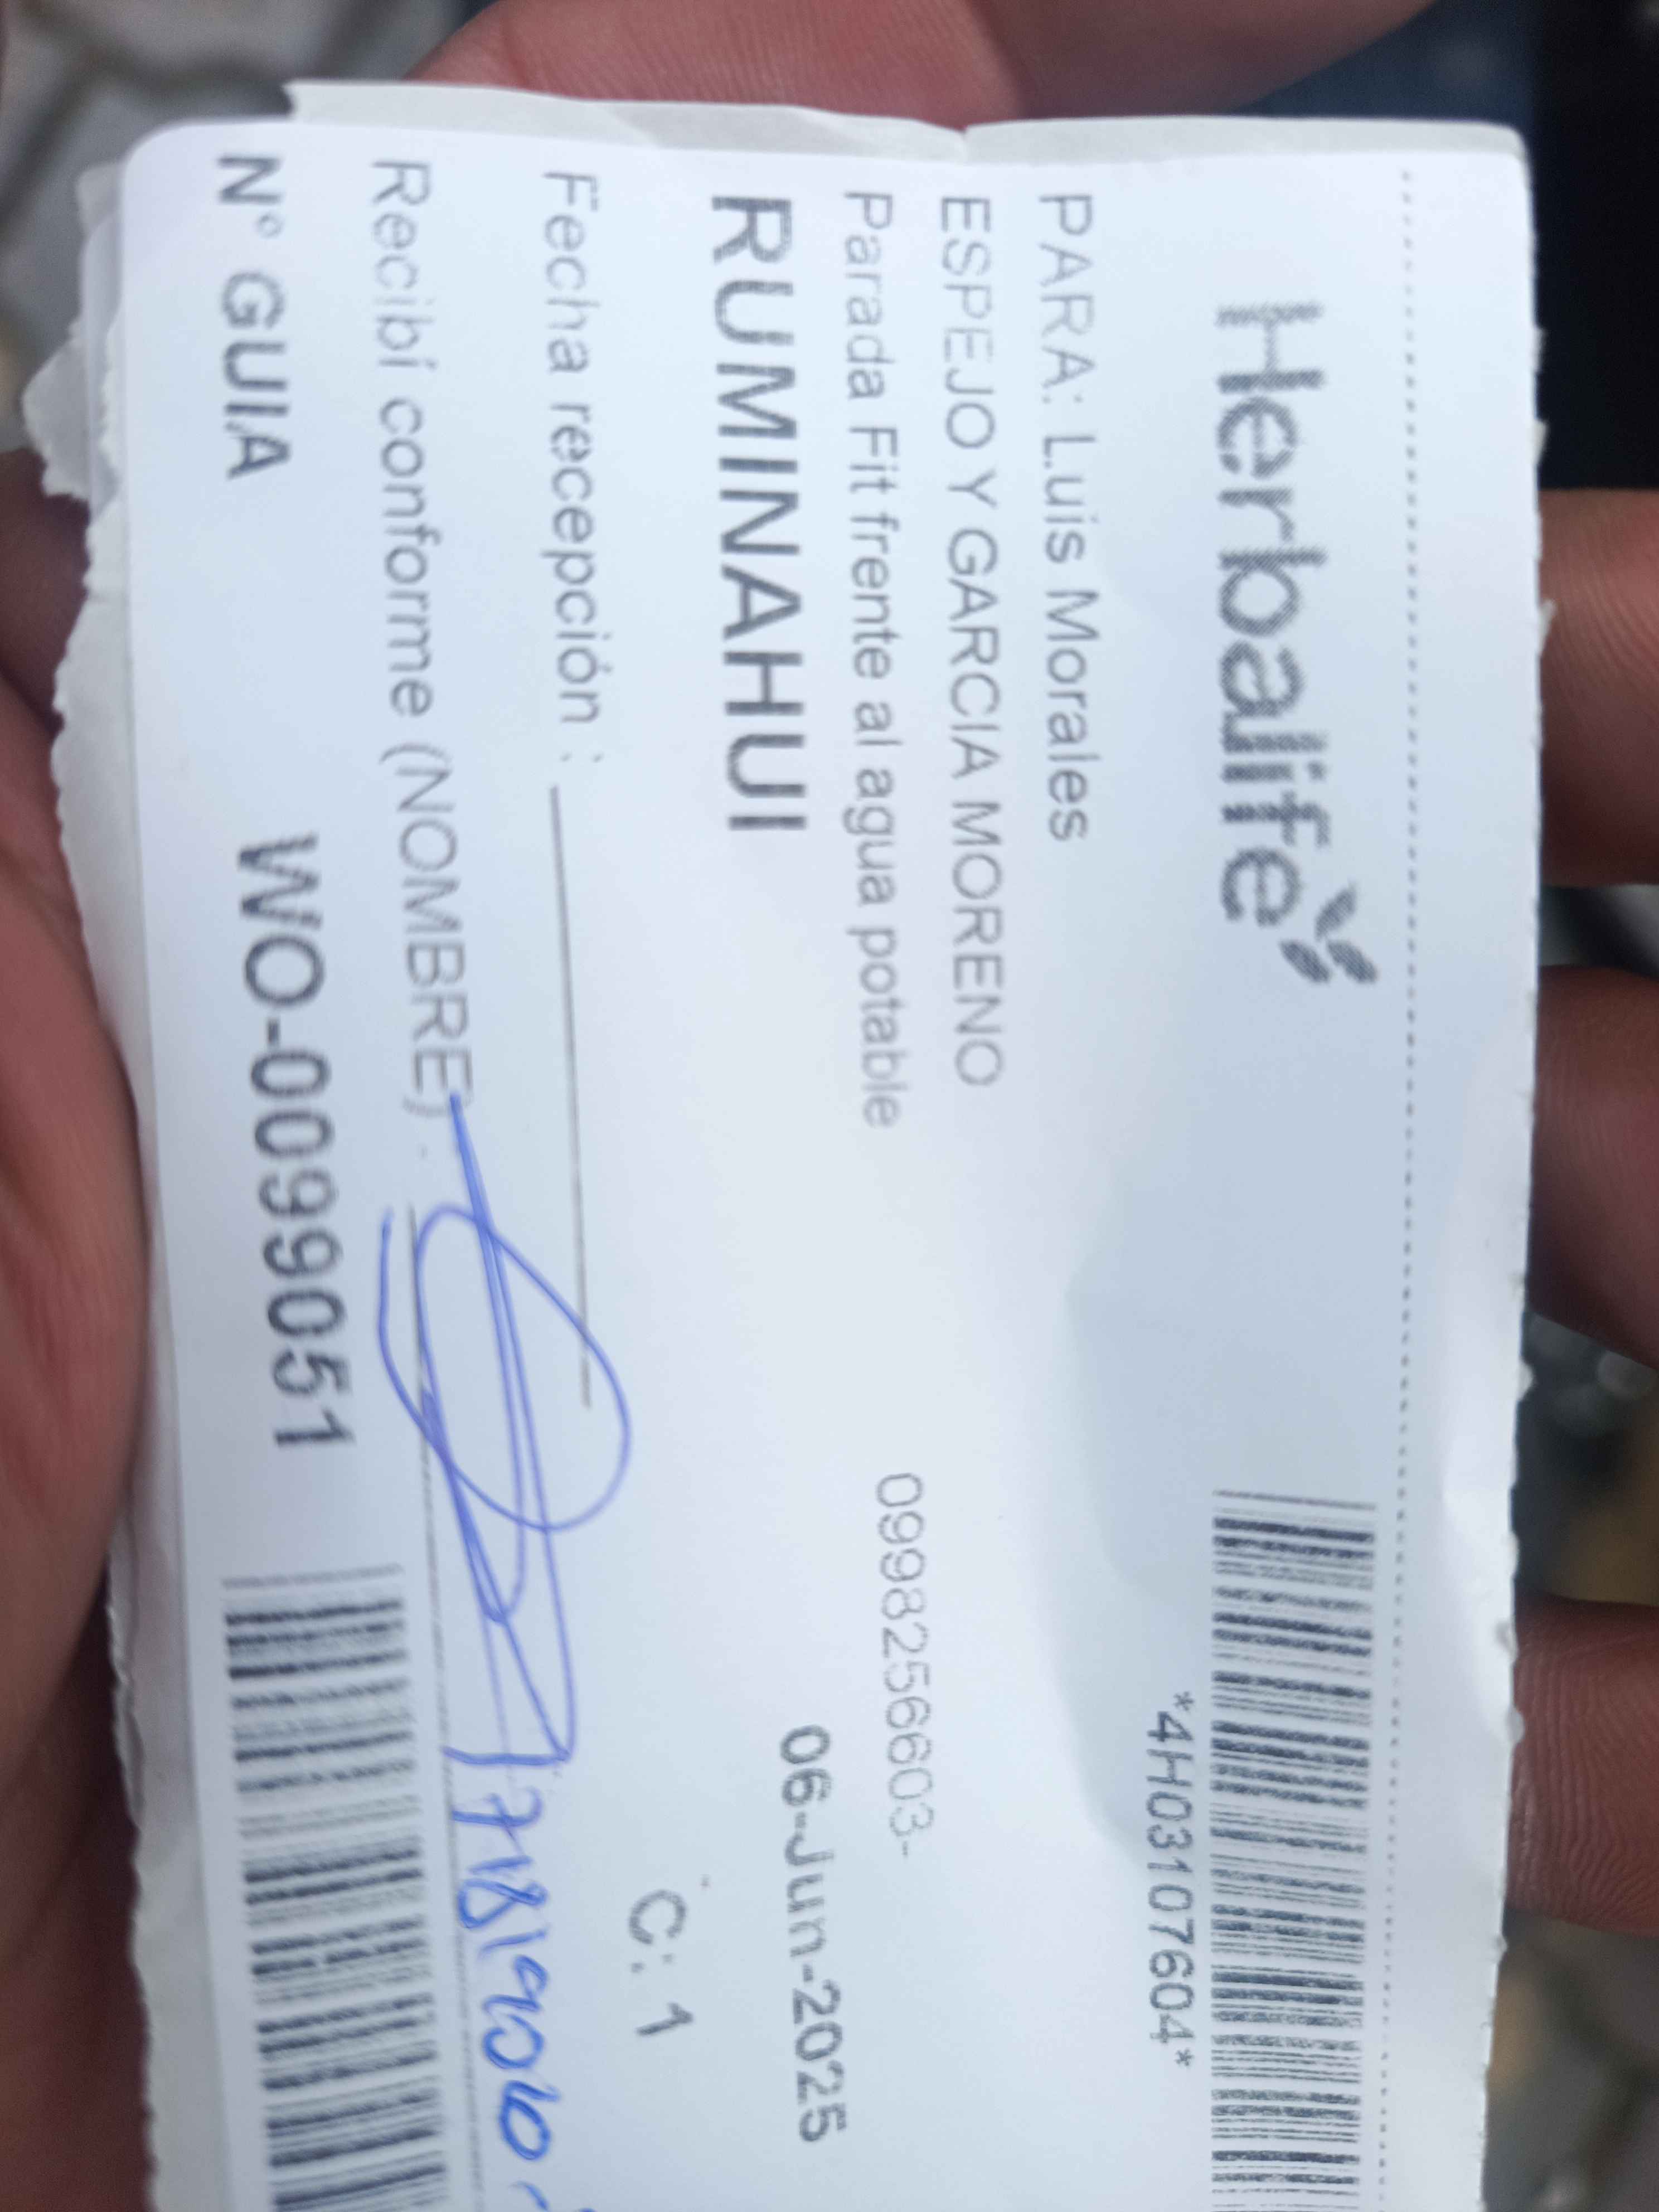 Herbalife
*4H03107604*
PARA: Luis Morales
ESPEJO Y GARCIA MORENO
Parada Fit frente al agua potable 0998256603-
RUMINAHUI 06-Jun-2025
Fecha recepción : C: 1
Recibí conforme (NOMBRE) :
N° GUIA WO-0099051